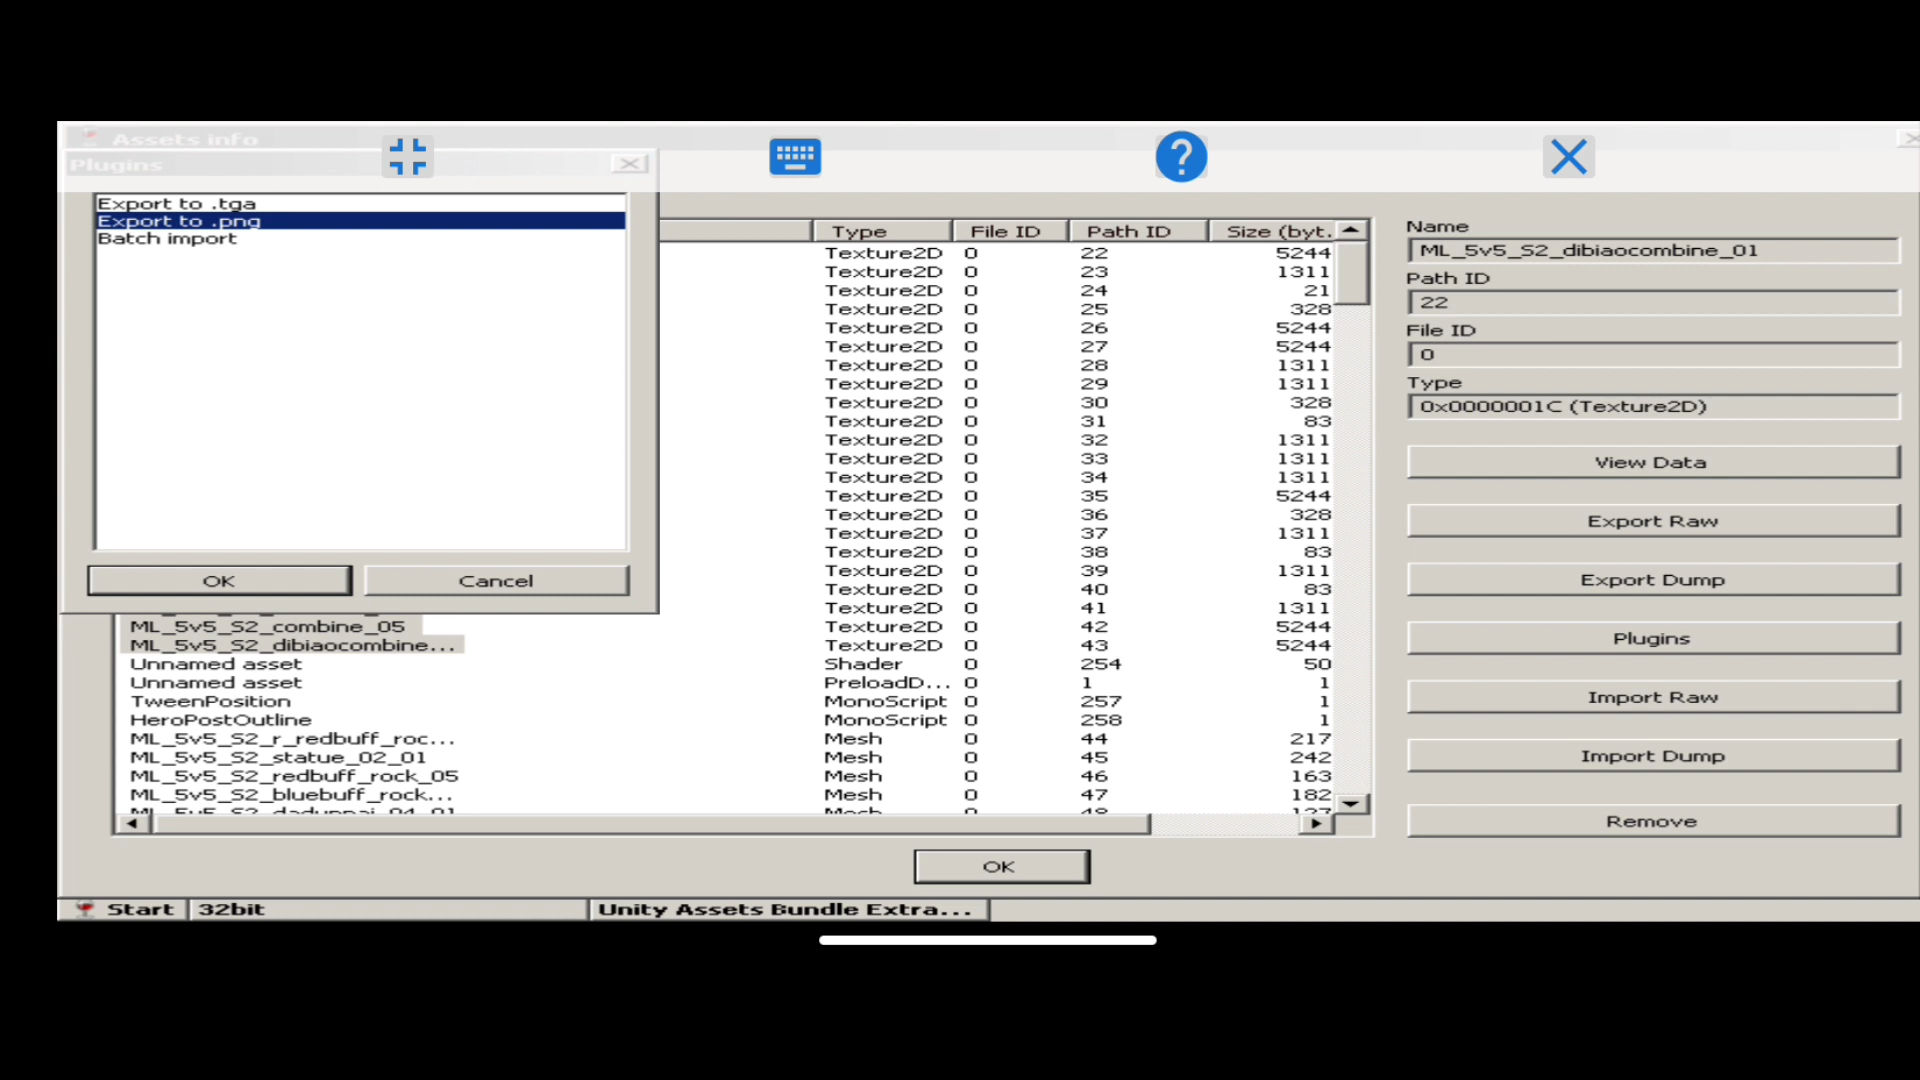 Assets info
Plugins
Export to .tga
Export to .png
Batch import
OK Cancel
Type File ID Path ID Size (byt.
Texture2D 0 22 5244
Texture2D 0 23 1311
Texture2D 0 24 21
Texture2D 0 25 328
Texture2D 0 26 5244
Texture2D 0 27 5244
Texture2D 0 28 1311
Texture2D 0 29 1311
Texture2D 0 30 328
Texture2D 0 31 83
Texture2D 0 32 1311
Texture2D 0 33 1311
Texture2D 0 34 1311
Texture2D 0 35 5244
Texture2D 0 36 328
Texture2D 0 37 1311
Texture2D 0 38 83
Texture2D 0 39 1311
Texture2D 0 40 83
Texture2D 0 41 1311
ML_5v5_S2_combine_05 Texture2D 0 42 5244
ML_5v5_S2_dibiaocombine... Texture2D 0 43 5244
Unnamed asset Shader 0 254 50
Unnamed asset PreloadD... 0 1 1
TweenPosition MonoScript 0 257 1
HeroPostOutline MonoScript 0 258 1
ML_5v5_S2_r_redbuff_roc... Mesh 0 44 217
ML_5v5_S2_statue_02_01 Mesh 0 45 242
ML_5v5_S2_redbuff_rock_05 Mesh 0 46 163
ML_5v5_S2_bluebuff_rock... Mesh 0 47 182
Name
ML_5v5_S2_dibiaocombine_01
Path ID
22
File ID
0
Type
0x0000001C (Texture2D)
View Data
Export Raw
Export Dump
Plugins
Import Raw
Import Dump
Remove
OK
Start 32bit Unity Assets Bundle Extra...